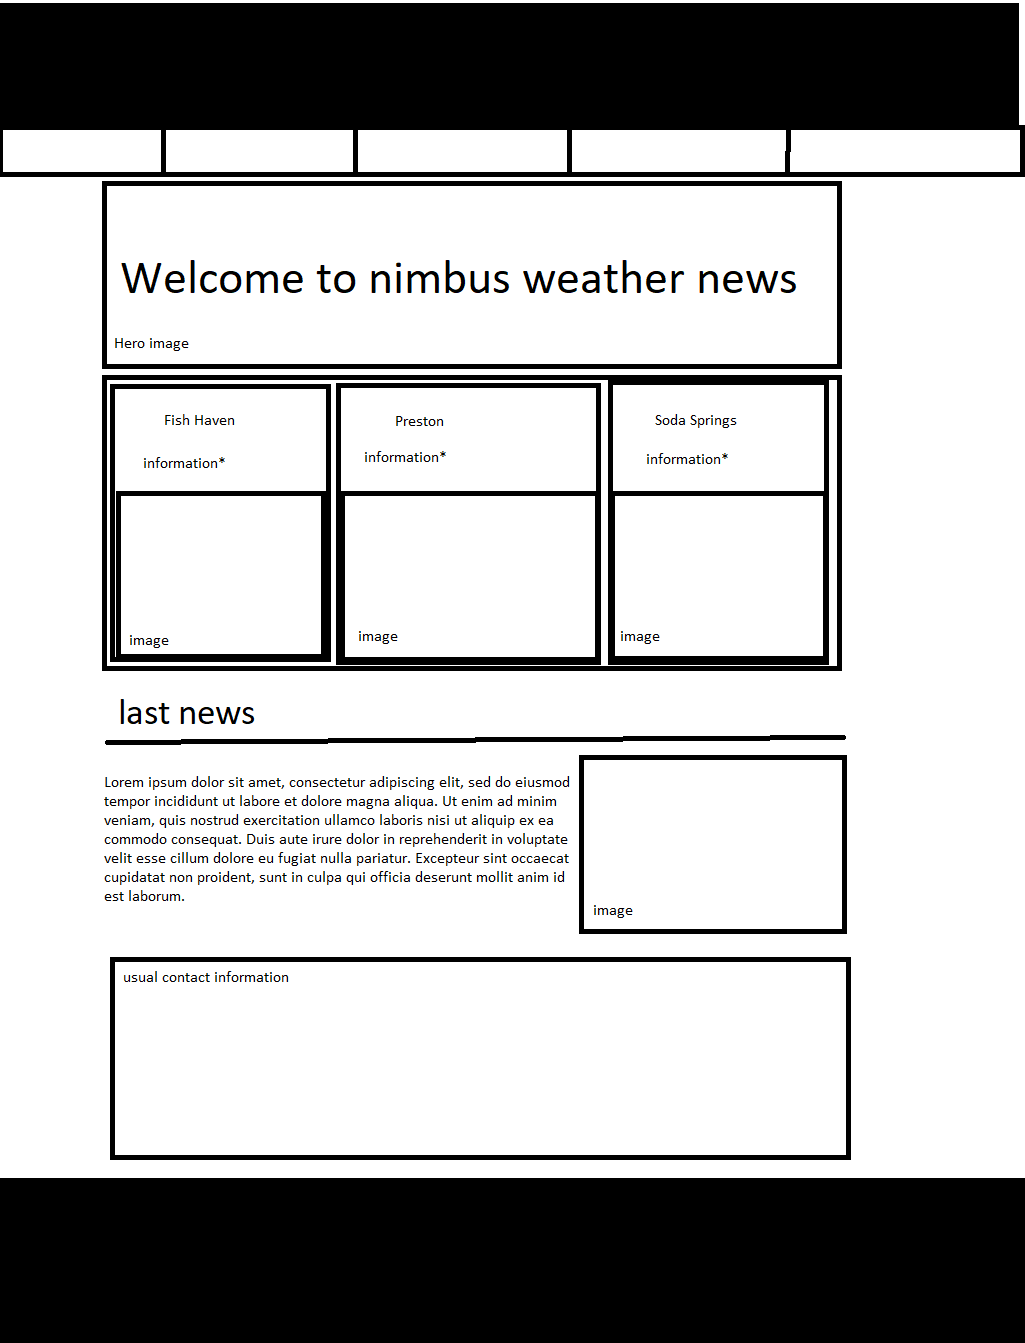 Welcome to nimbus weather news
Hero image
Fish Haven
information*
image
Preston
information*
image
Soda Springs
information*
image
last news
Lorem ipsum dolor sit amet, consectetur adipiscing elit, sed do eiusmod
tempor incididunt ut labore et dolore magna aliqua. Ut enim ad minim
veniam, quis nostrud exercitation ullamco laboris nisi ut aliquip ex ea
commodo consequat. Duis aute irure dolor in reprehenderit in voluptate
velit esse cillum dolore eu fugiat nulla pariatur. Excepteur sint occaecat
cupidatat non proident, sunt in culpa qui officia deserunt mollit anim id
est laborum.
image
usual contact information